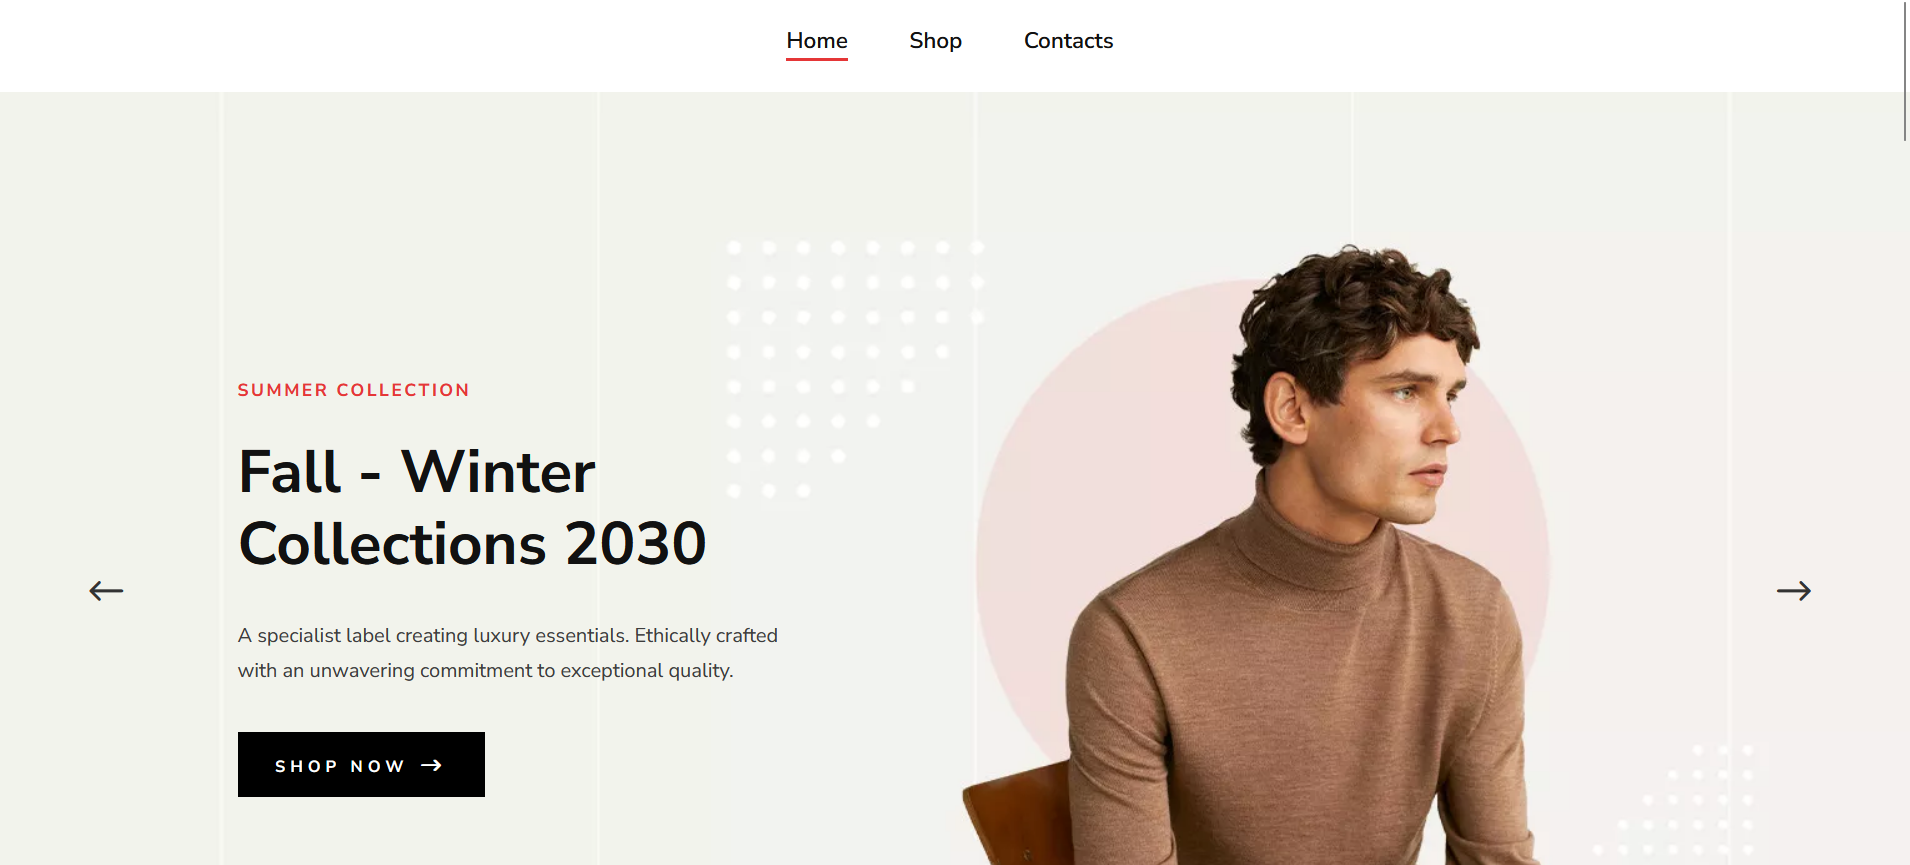 Home Shop Contacts
SUMMER COLLECTION
Fall - Winter
Collections 2030
A specialist label creating luxury essentials. Ethically crafted
with an unwavering commitment to exceptional quality.
SHOP NOW